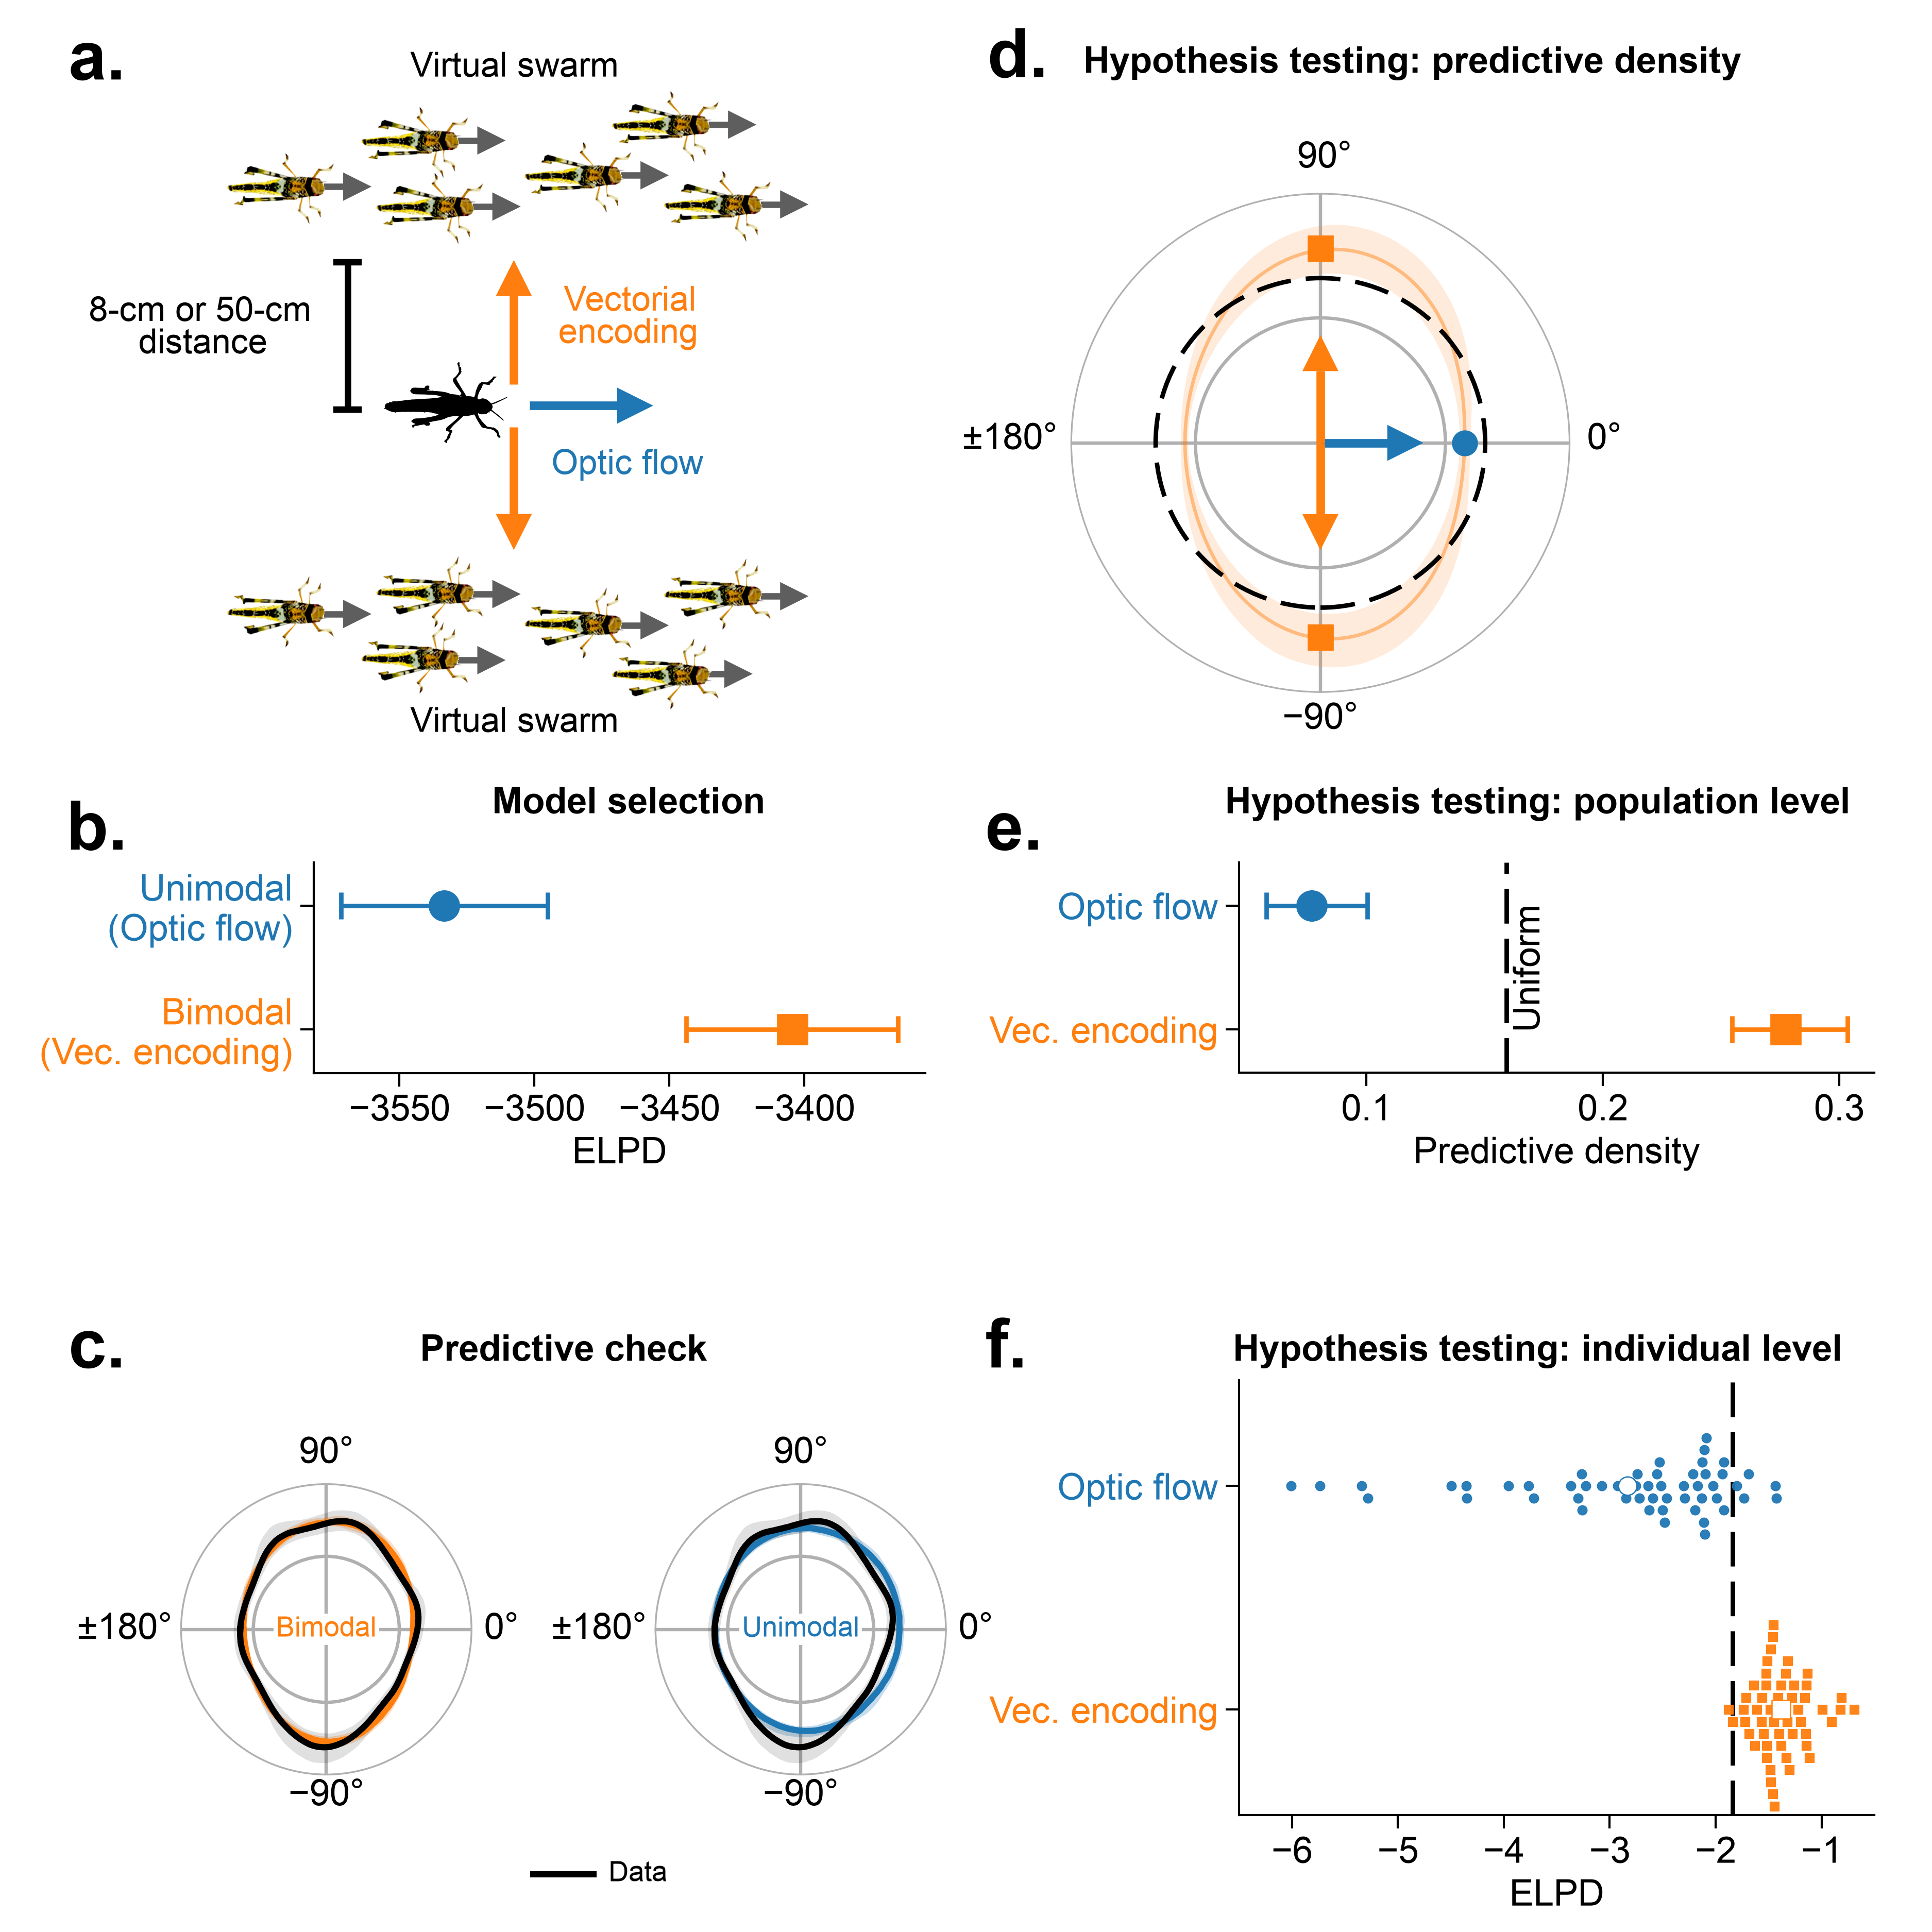 a.
Virtual swarm
8-cm or 50-cm
distance
Vectorial
encoding
Optic flow
Virtual swarm
b.
Model selection
Unimodal
(Optic flow)
Bimodal
(Vec. encoding)
−3550
−3500
−3450
−3400
ELPD
c.
Predictive check
90°
±180°
Bimodal
0°
−90°
90°
±180°
Unimodal
0°
−90°
Data
d.
Hypothesis testing: predictive density
90°
±180°
0°
−90°
e.
Hypothesis testing: population level
Optic flow
Vec. encoding
Uniform
0.1
0.2
0.3
Predictive density
f.
Hypothesis testing: individual level
Optic flow
Vec. encoding
−6
−5
−4
−3
−2
−1
ELPD